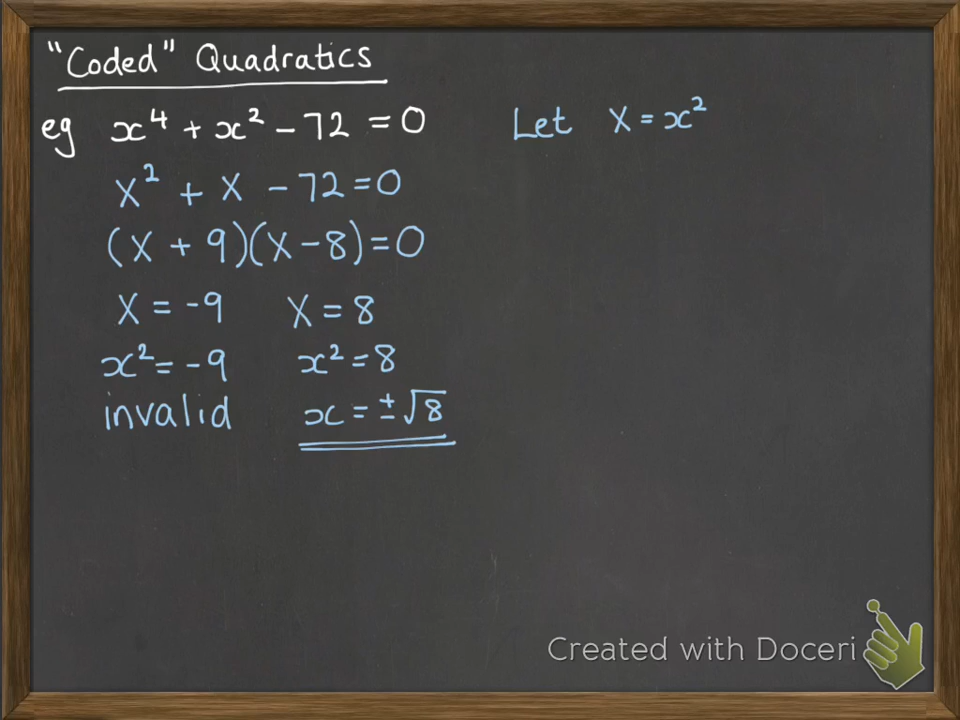 "Coded" Quadratics
eg x⁴ + x² - 72 = 0 Let X = x²
X² + X - 72 = 0
(X + 9)(X - 8) = 0
X = -9 X = 8
x² = -9 x² = 8
invalid x = ±√8
Created with Doceri